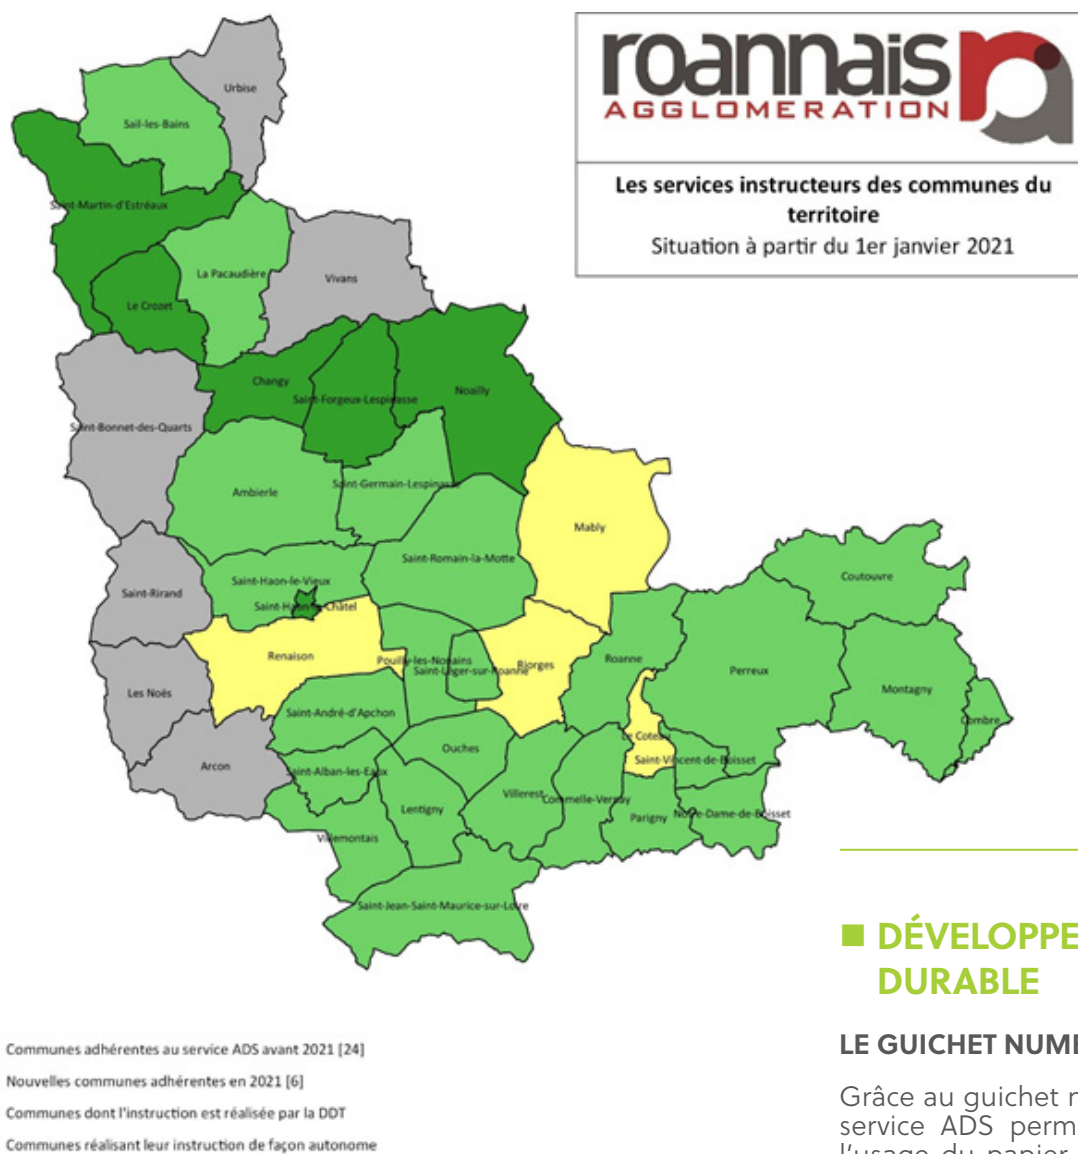 roannais
AGGLOMERATION
Les services instructeurs des communes du
territoire
Situation à partir du 1er janvier 2021
Urbise
Sail-les-Bains
Saint-Martin-d'Estréaux
La Pacaudière
Vivans
Le Crozet
Changy
Saint-Forgeux-Lespinasse
Noailly
Saint-Bonnet-des-Quarts
Ambierle
Saint-Germain-Lespinasse
Mably
Saint-Romain-la-Motte
Coutouvre
Saint-Haon-le-Vieux
Saint-Rirand
Saint-Haon-le-Châtel
Renaison
Pouilly-les-Nonains
Saint-Léger-sur-Roanne
Riorges
Roanne
Perreux
Montagny
Les Noës
Saint-André-d'Apchon
Combre
Le Coteau
Ouches
Saint-Vincent-de-Boisset
Arcon
Saint-Alban-les-Eaux
Villerest
Commelle-Vernay
Lentigny
Parigny
Notre-Dame-de-Boisset
Villemontais
Saint-Jean-Saint-Maurice-sur-Loire
Communes adhérentes au service ADS avant 2021 [24]
Nouvelles communes adhérentes en 2021 [6]
Communes dont l'instruction est réalisée par la DDT
Communes réalisant leur instruction de façon autonome
DÉVELOPPE
DURABLE
LE GUICHET NUM
Grâce au guichet
service ADS perm
l'usage du papier